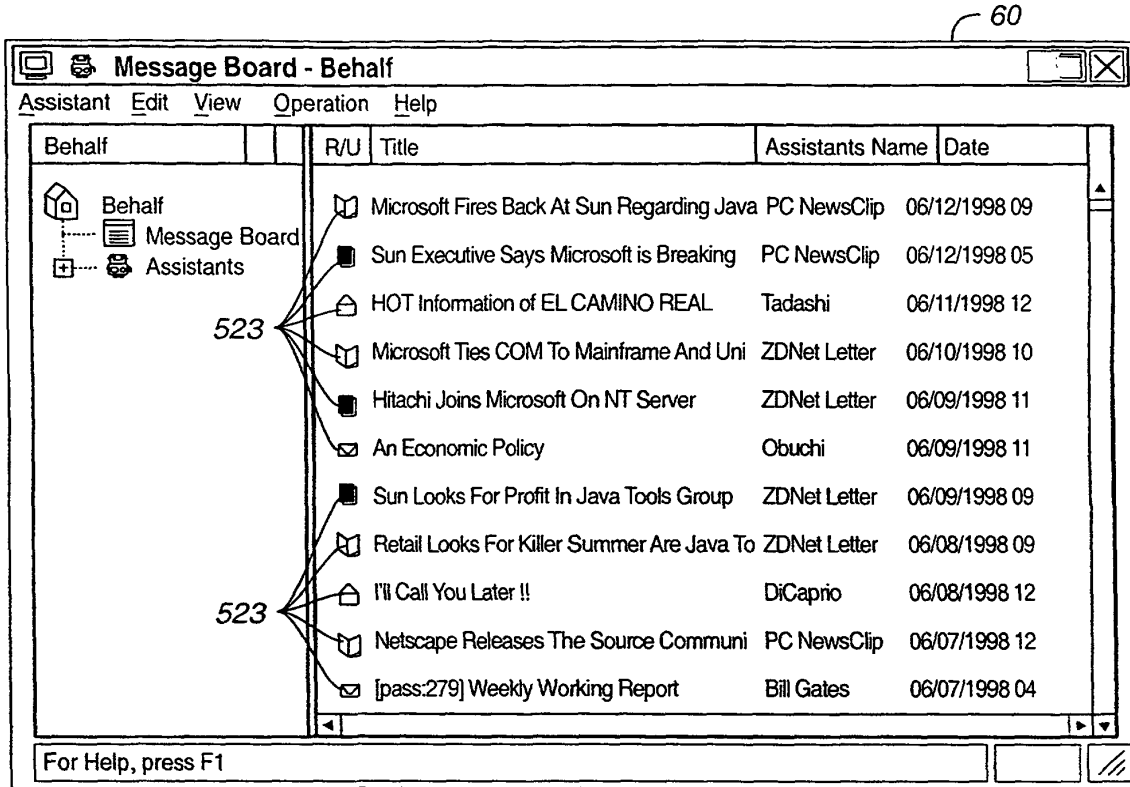 60
Message Board - Behalf
Assistant Edit View Operation Help
Behalf R/U Title Assistants Name Date
Behalf
Message Board
Assistants
523
Microsoft Fires Back At Sun Regarding Java PC NewsClip 06/12/1998 09
Sun Executive Says Microsoft is Breaking PC NewsClip 06/12/1998 05
HOT Information of EL CAMINO REAL Tadashi 06/11/1998 12
Microsoft Ties COM To Mainframe And Uni ZDNet Letter 06/10/1998 10
Hitachi Joins Microsoft On NT Server ZDNet Letter 06/09/1998 11
An Economic Policy Obuchi 06/09/1998 11
Sun Looks For Profit In Java Tools Group ZDNet Letter 06/09/1998 09
Retail Looks For Killer Summer Are Java To ZDNet Letter 06/08/1998 09
523
I'll Call You Later !! DiCaprio 06/08/1998 12
Netscape Releases The Source Communi PC NewsClip 06/07/1998 12
[pass:279] Weekly Working Report Bill Gates 06/07/1998 04
For Help, press F1